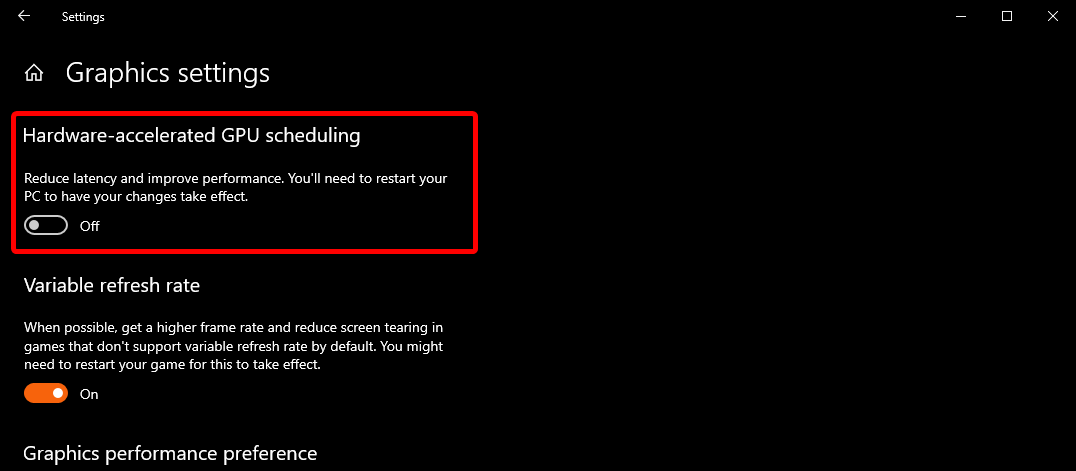 Settings
Graphics settings
Hardware-accelerated GPU scheduling
Reduce latency and improve performance. You'll need to restart your
PC to have your changes take effect.
Off
Variable refresh rate
When possible, get a higher frame rate and reduce screen tearing in
games that don't support variable refresh rate by default. You might
need to restart your game for this to take effect.
On
Graphics performance preference